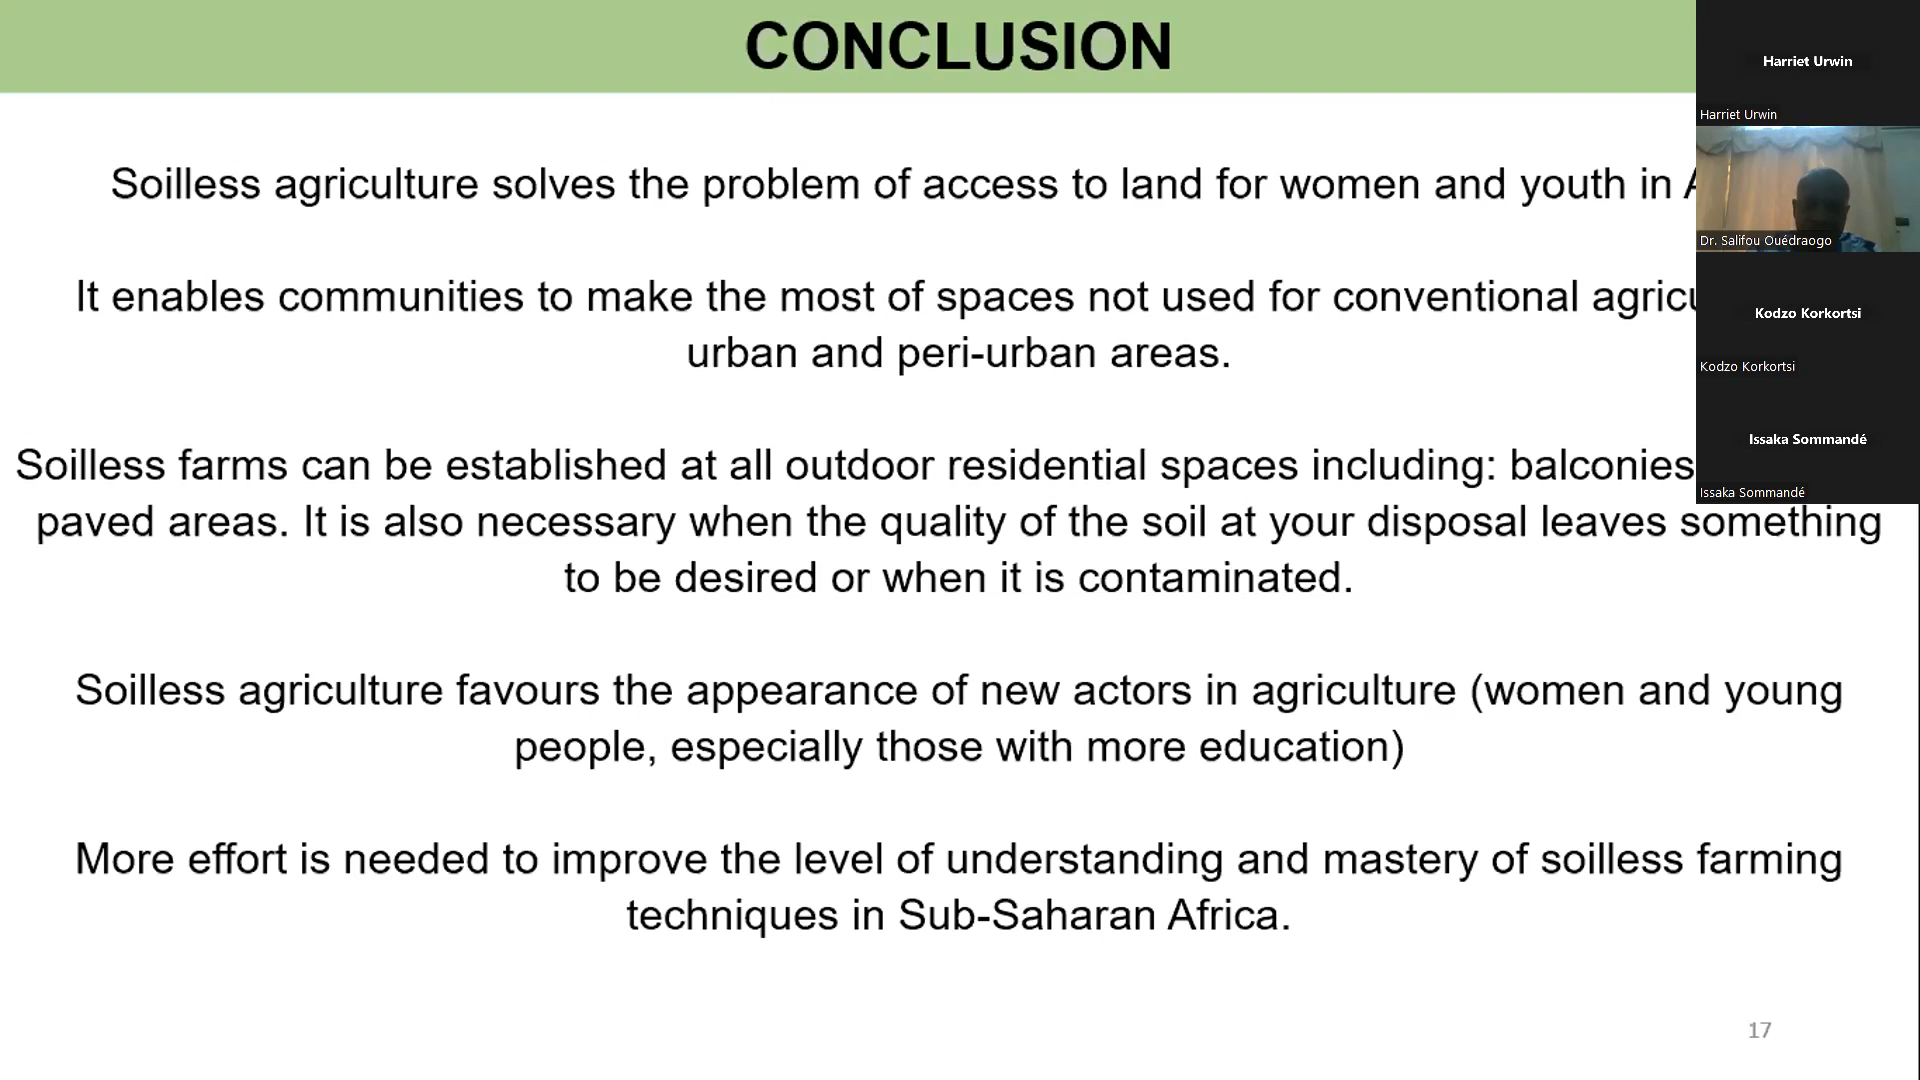 CONCLUSION
Soilless agriculture solves the problem of access to land for women and youth in
It enables communities to make the most of spaces not used for conventional
urban and peri-urban areas.
Soilless farms can be established at all outdoor residential spaces including: balconies
paved areas. It is also necessary when the quality of the soil at your disposal leaves something
to be desired or when it is contaminated.
Soilless agriculture favours the appearance of new actors in agriculture (women and young
people, especially those with more education)
More effort is needed to improve the level of understanding and mastery of soilless farming
techniques in Sub-Saharan Africa.
17
Harriet Urwin
Harriet Urwin
Dr. Salifou Ouédraogo
Kodzo Korkortsi
Kodzo Korkortsi
Issaka Sommandé
Issaka Sommandé